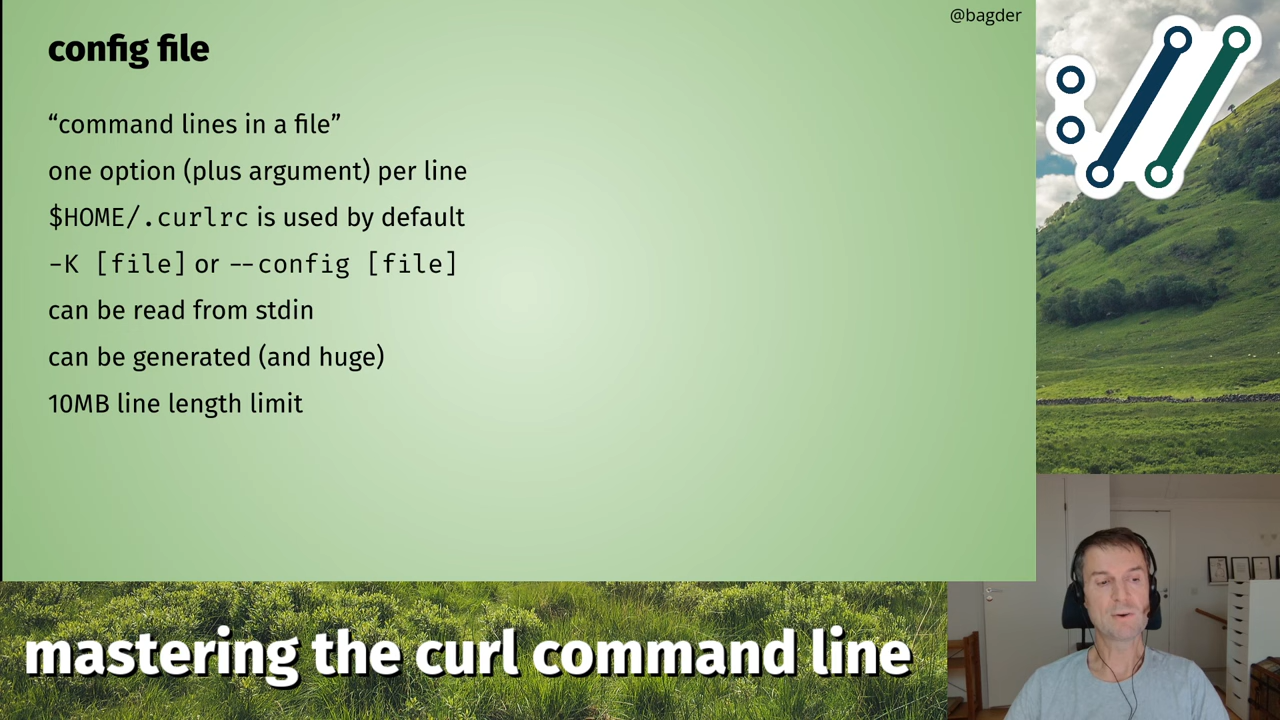 @bagder
config file
“command lines in a file”
one option (plus argument) per line
$HOME/.curlrc is used by default
-K [file] or --config [file]
can be read from stdin
can be generated (and huge)
10MB line length limit
mastering the curl command line